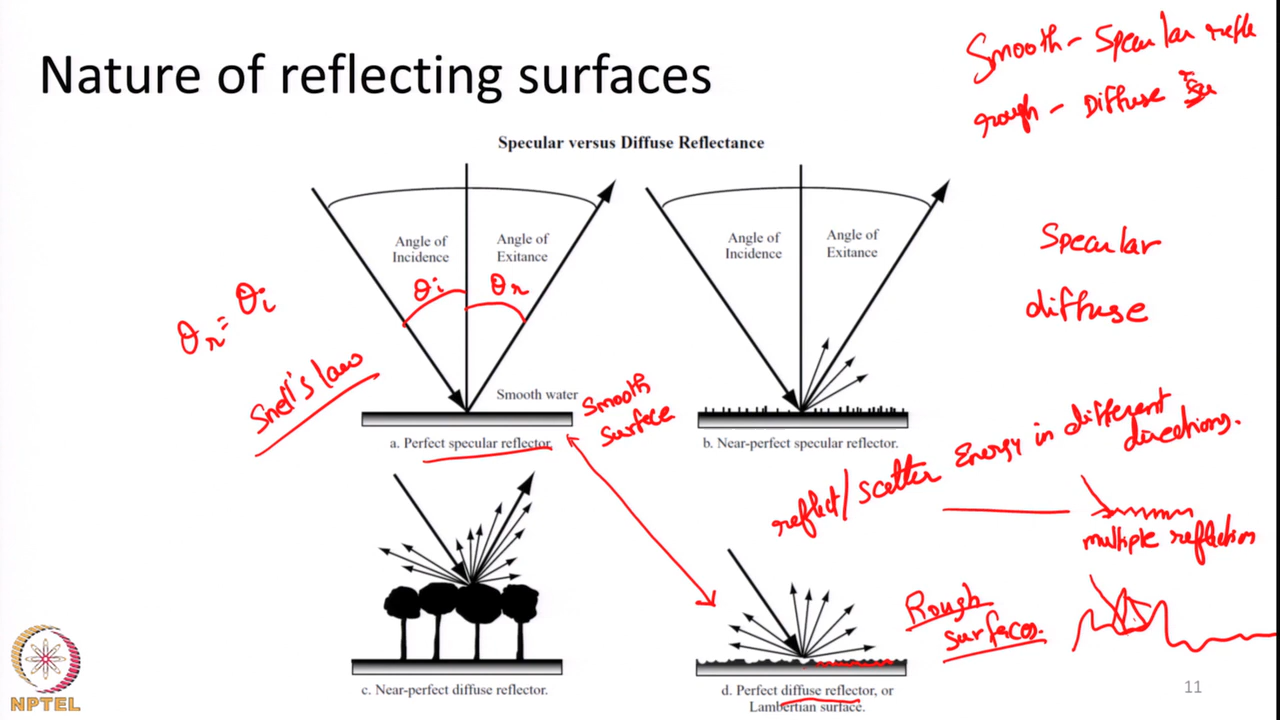 Nature of reflecting surfaces
Smooth - Specular refle
rough - Diffuse
Specular versus Diffuse Reflectance
Angle of
Incidence
Angle of
Exitance
θi
θr
Smooth water
a. Perfect specular reflector.
θr = θi
Snell's law
Smooth
surface
Angle of
Incidence
Angle of
Exitance
b. Near-perfect specular reflector.
Specular
diffuse
reflect/scatter Energy in different
directions.
multiple reflection
c. Near-perfect diffuse reflector.
d. Perfect diffuse reflector, or
Lambertian surface.
Rough
surfaces.
NPTEL
11